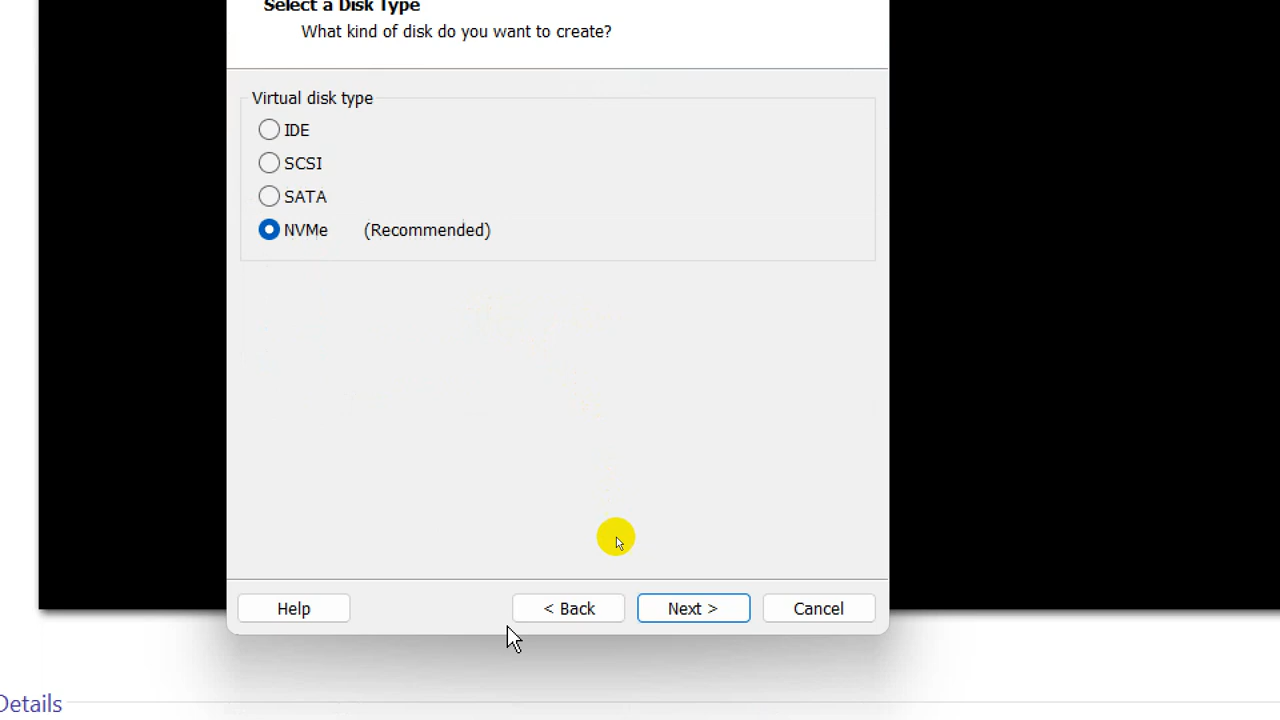 Select a Disk Type
What kind of disk do you want to create?
Virtual disk type
IDE
SCSI
SATA
NVMe (Recommended)
Help < Back Next > Cancel
Details